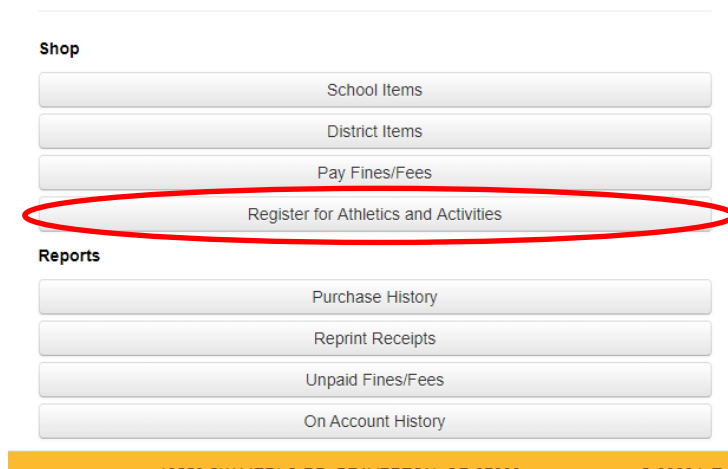 Shop
School Items
District Items
Pay Fines/Fees
Register for Athletics and Activities
Reports
Purchase History
Reprint Receipts
Unpaid Fines/Fees
On Account History